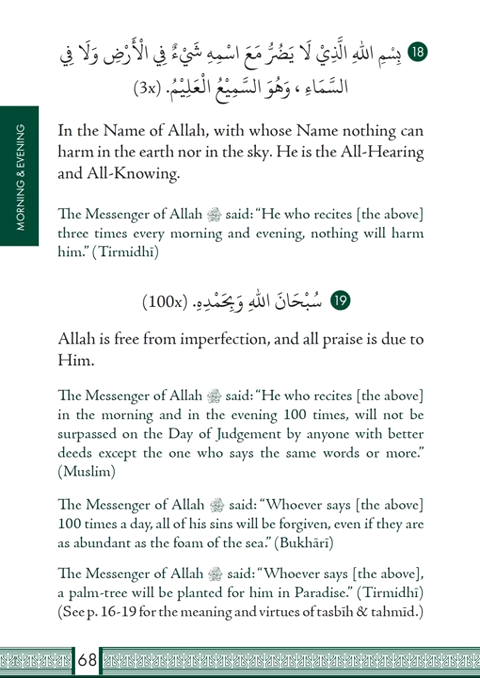 18 بِسْمِ اللهِ الَّذِيْ لَا يَضُرُّ مَعَ اسْمِهِ شَيْءٌ فِي الْأَرْضِ وَلَا فِي
السَّمَاءِ ، وَهُوَ السَّمِيْعُ الْعَلِيْمُ. (3x)
In the Name of Allah, with whose Name nothing can
harm in the earth nor in the sky. He is the All-Hearing
and All-Knowing.
The Messenger of Allah ﷺ said: “He who recites [the above]
three times every morning and evening, nothing will harm
him.” (Tirmidhī)
19 سُبْحَانَ اللهِ وَبِحَمْدِهِ. (100x)
Allah is free from imperfection, and all praise is due to
Him.
The Messenger of Allah ﷺ said: “He who recites [the above]
in the morning and in the evening 100 times, will not be
surpassed on the Day of Judgement by anyone with better
deeds except the one who says the same words or more.”
(Muslim)
The Messenger of Allah ﷺ said: “Whoever says [the above]
100 times a day, all of his sins will be forgiven, even if they are
as abundant as the foam of the sea.” (Bukhārī)
The Messenger of Allah ﷺ said: “Whoever says [the above],
a palm-tree will be planted for him in Paradise.” (Tirmidhī)
(See p. 16-19 for the meaning and virtues of tasbīh & tahmīd.)
MORNING & EVENING
68